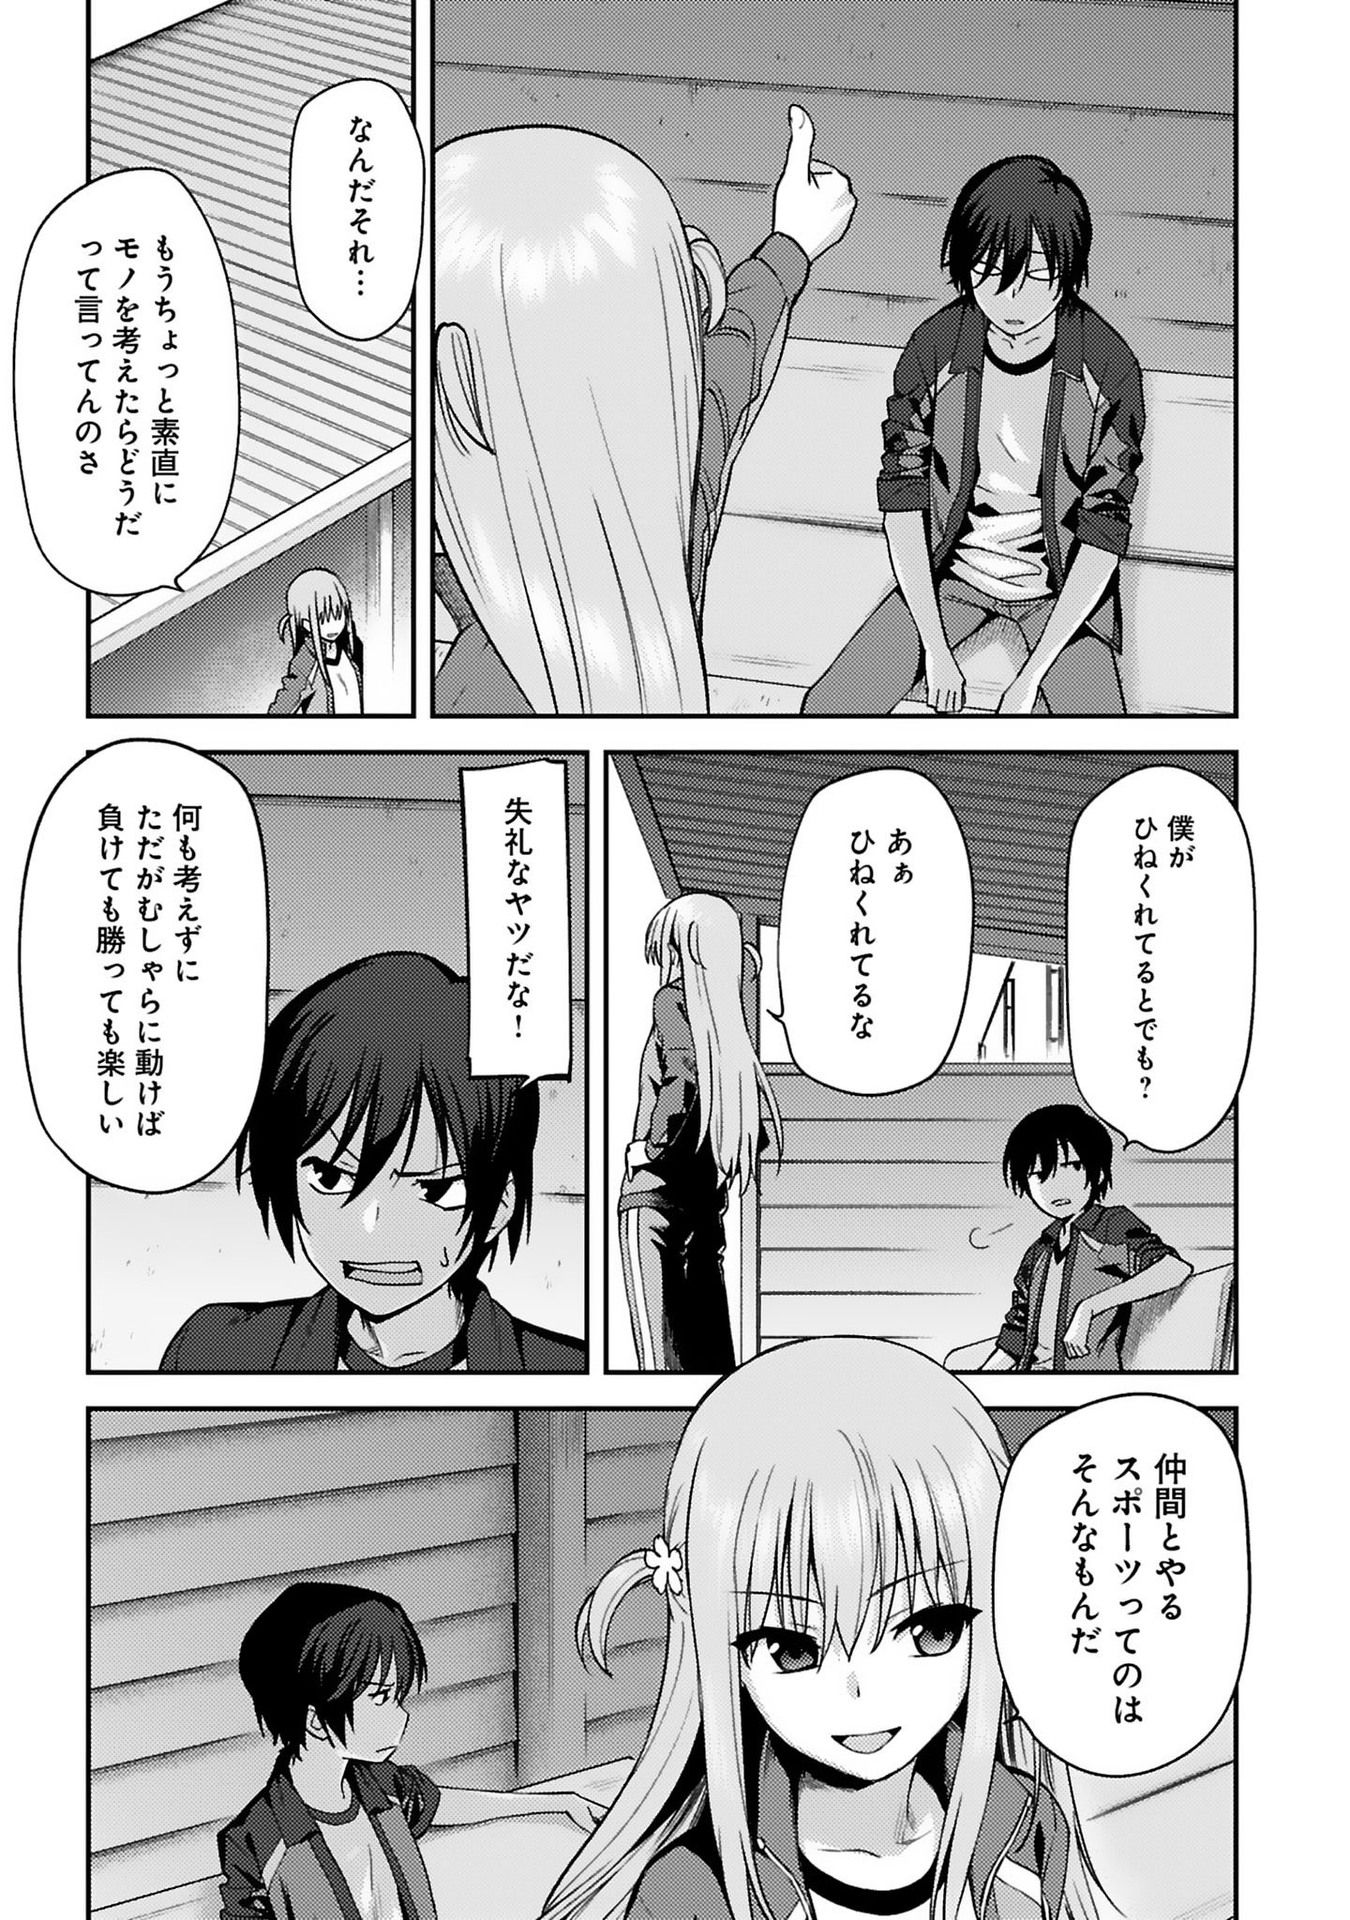 なんだそれ…
もうちょっと素直に
モノを考えたらどうだ
って言ってんのさ
僕が
ひねくれてるとでも？
あぁ
ひねくれてるな
失礼なヤツだな！
何も考えずに
ただがむしゃらに動けば
負けても勝っても楽しい
仲間とやる
スポーツってのは
そんなもんだ